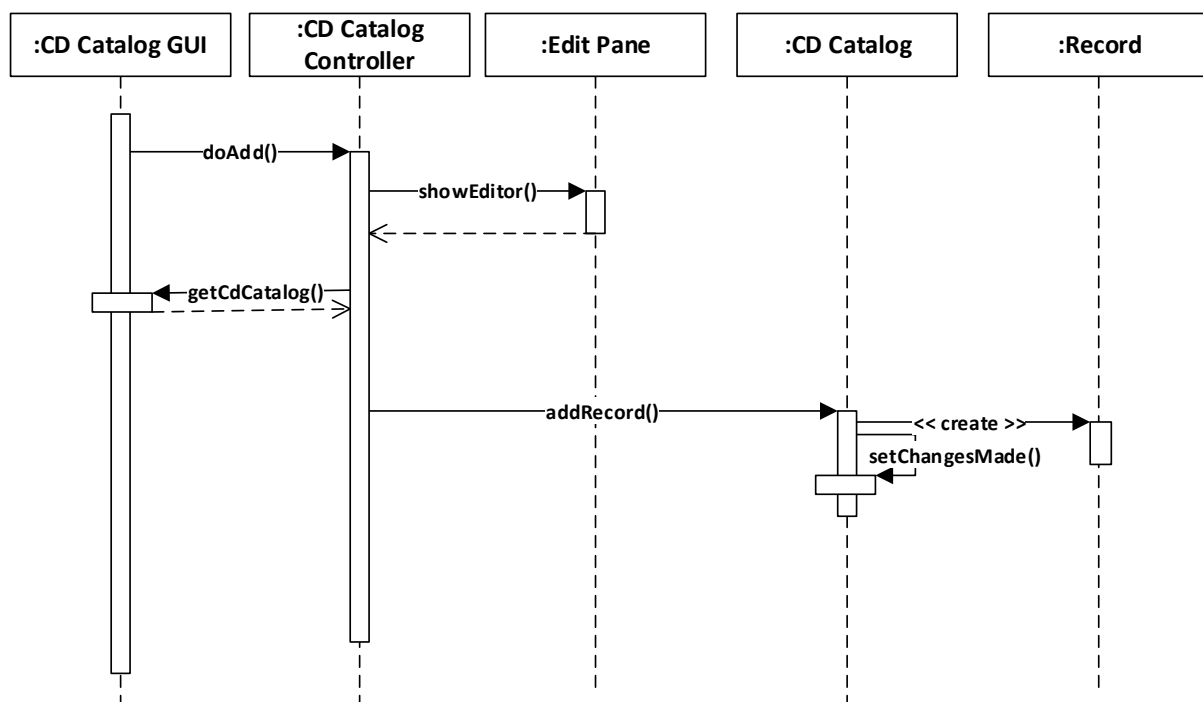 :CD Catalog GUI
:CD Catalog
Controller
:Edit Pane
:CD Catalog
:Record
doAdd()
showEditor()
getCdCatalog()
addRecord()
<< create >>
setChangesMade()